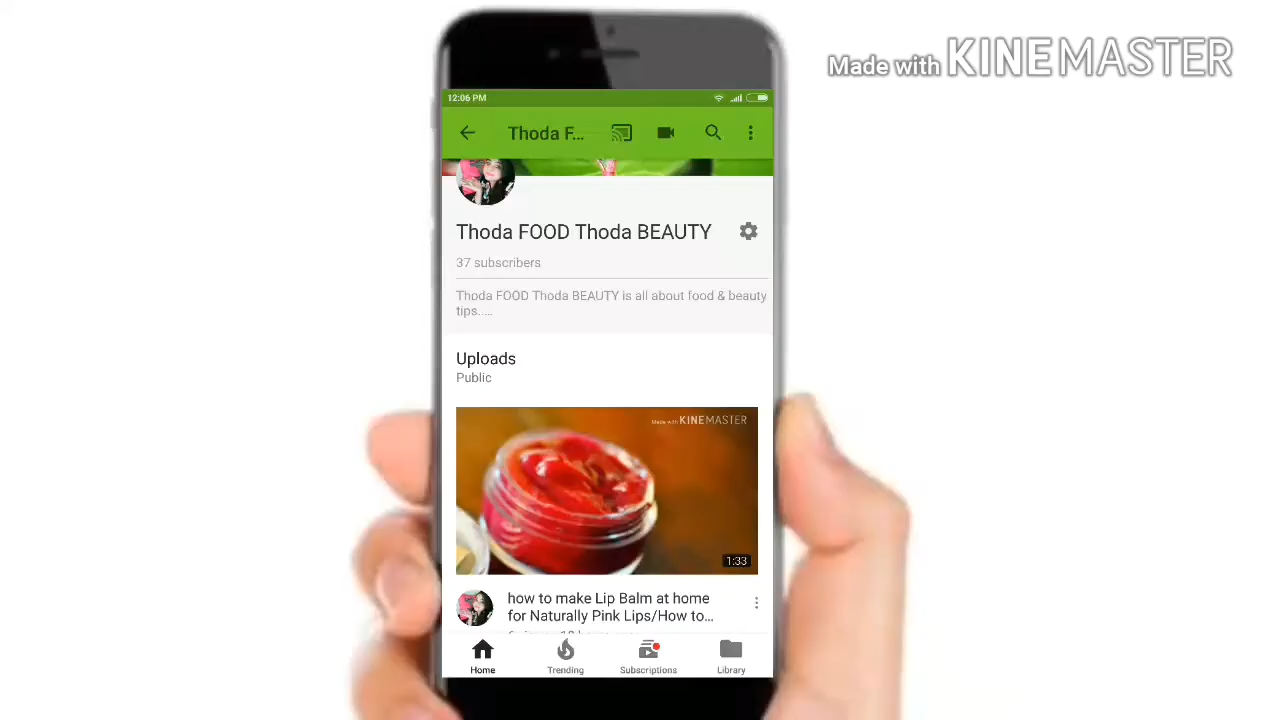 Made with KINEMASTER
12:06 PM
Thoda F...
Thoda FOOD Thoda BEAUTY
37 subscribers
Thoda FOOD Thoda BEAUTY is all about food & beauty
tips.…
Uploads
Public
Made with KINEMASTER
1:33
how to make Lip Balm at home
for Naturally Pink Lips/How to...
Home
Trending
Subscriptions
Library